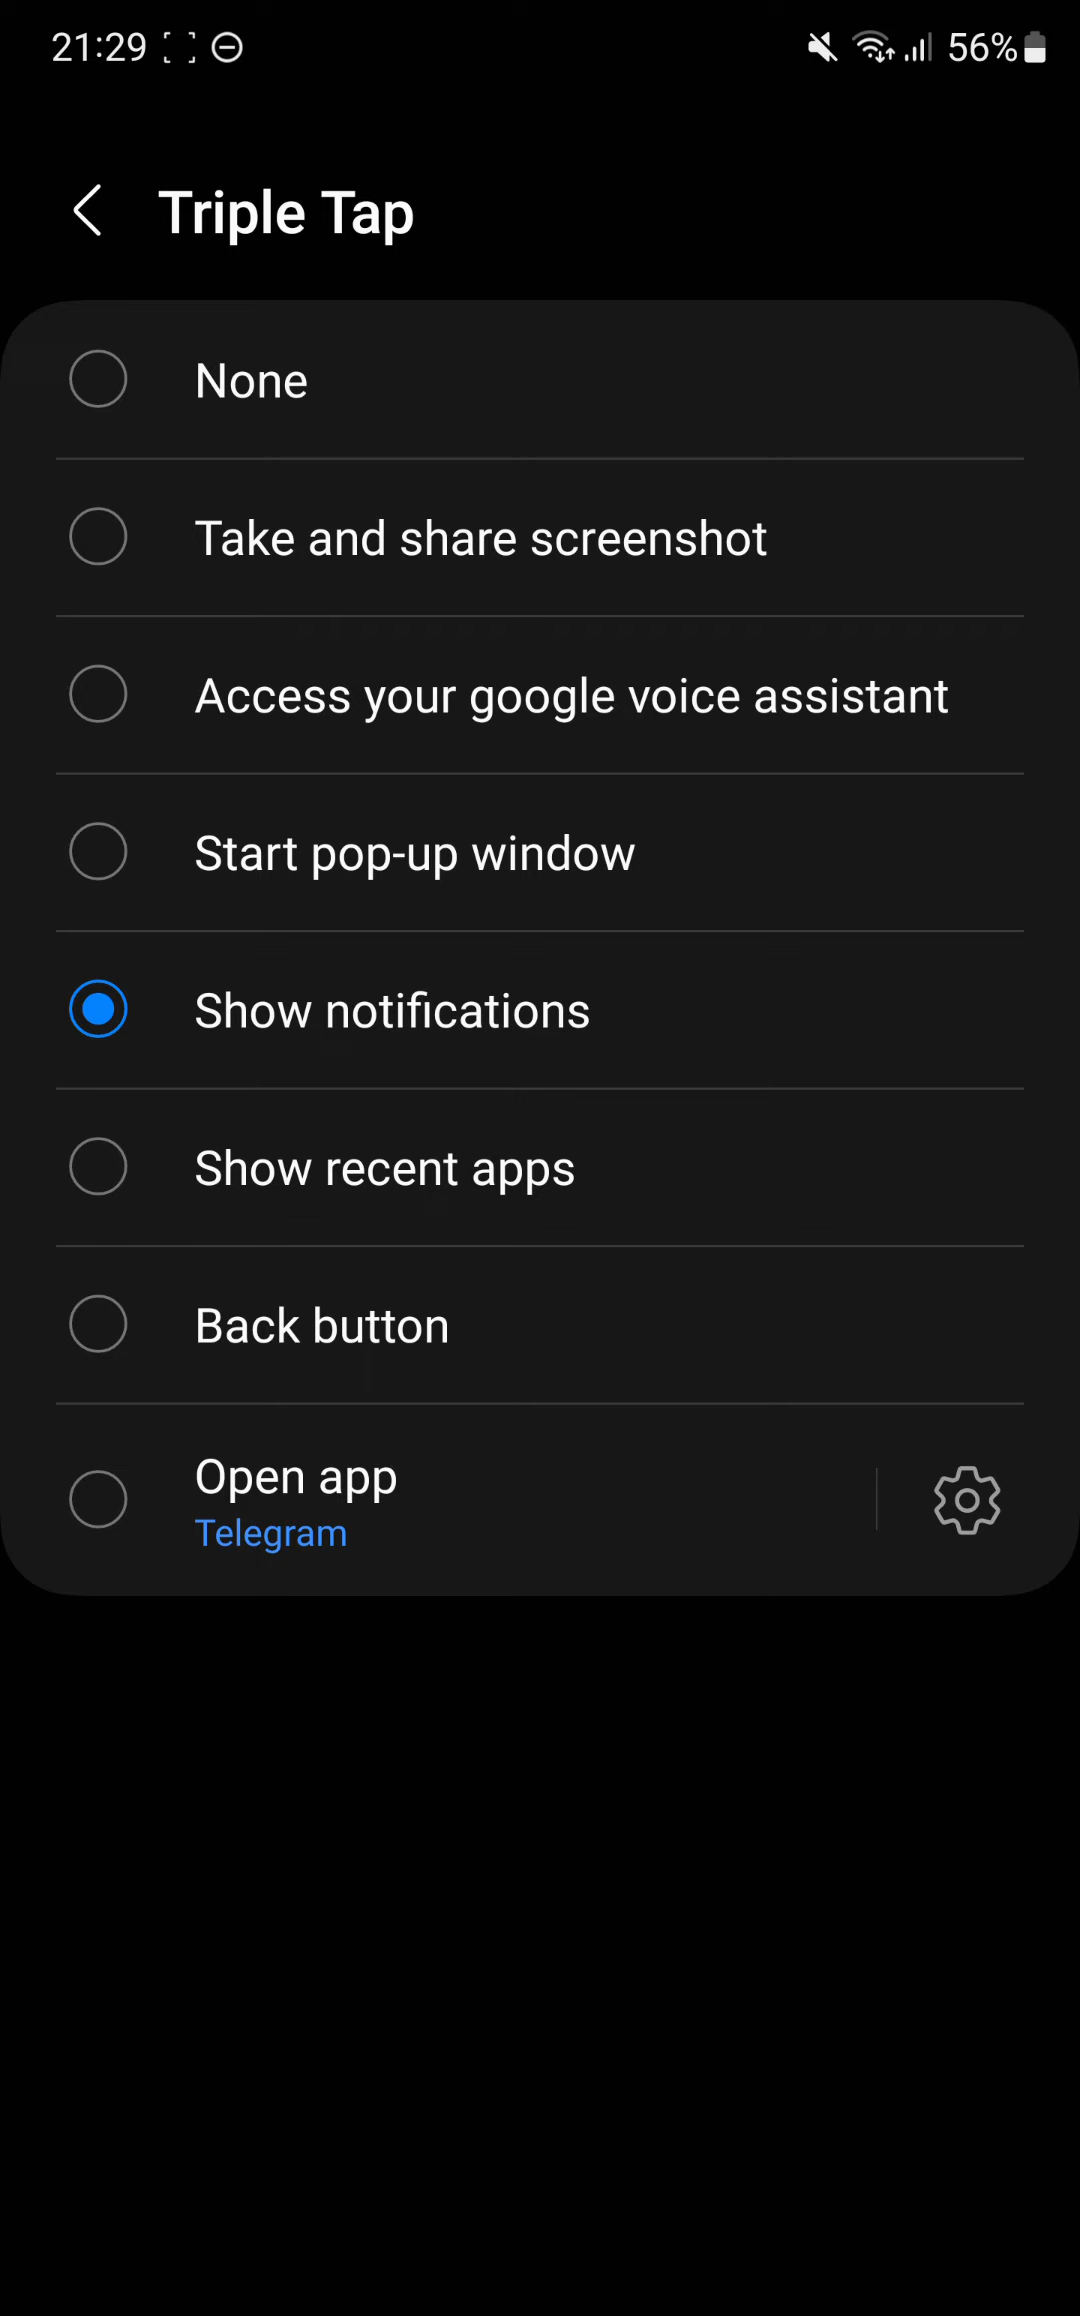 21:29
56%
Triple Tap
None
Take and share screenshot
Access your google voice assistant
Start pop-up window
Show notifications
Show recent apps
Back button
Open app
Telegram